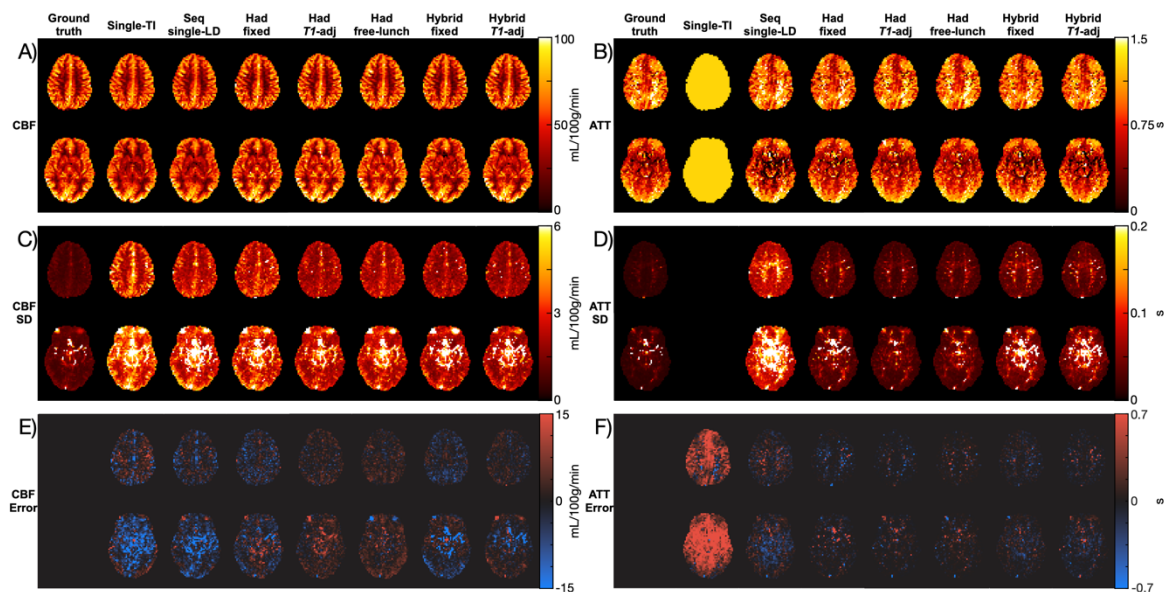 Ground truth
Single-TI
Seq single-LD
Had fixed
Had T1-adj
Had free-lunch
Hybrid fixed
Hybrid T1-adj
Ground truth
Single-TI
Seq single-LD
Had fixed
Had T1-adj
Had free-lunch
Hybrid fixed
Hybrid T1-adj
A)
CBF
100
50
0
mL/100g/min
B)
ATT
1.5
0.75
0
s
C)
CBF
SD
6
3
0
mL/100g/min
D)
ATT
SD
0.2
0.1
0
s
E)
CBF
Error
15
0
-15
mL/100g/min
F)
ATT
Error
0.7
0
-0.7
s